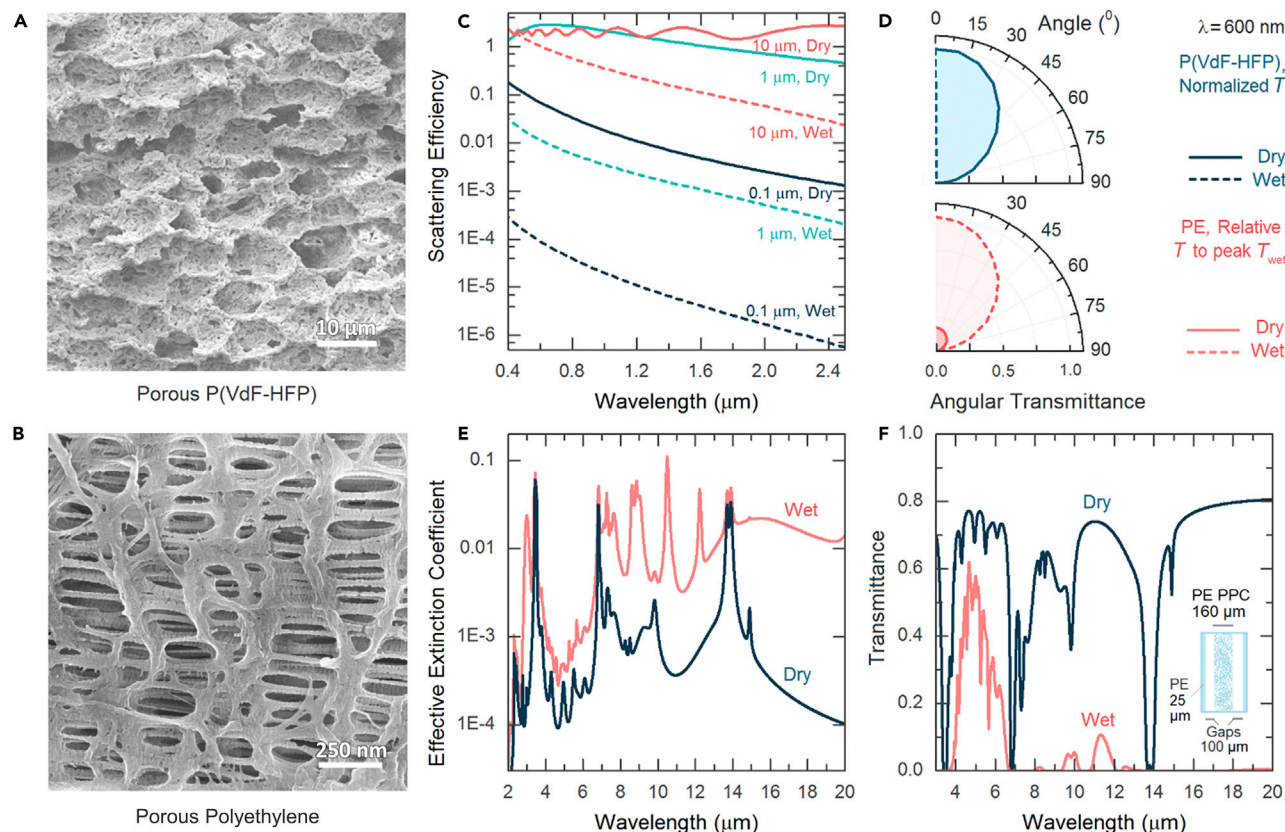 A
10 μm
Porous P(VdF-HFP)
B
250 nm
Porous Polyethylene
C
Scattering Efficiency
1
0.1
0.01
1E-3
1E-4
1E-5
1E-6
10 μm, Dry
1 μm, Dry
10 μm, Wet
0.1 μm, Dry
1 μm, Wet
0.1 μm, Wet
0.4 0.8 1.2 1.6 2.0 2.4
Wavelength (μm)
D
Angle (⁰)
0 15 30 45 60 75 90
30 45 60 75 90
0.0 0.2 0.4 0.6 0.8 1.0
Angular Transmittance
λ = 600 nm
P(VdF-HFP),
Normalized T
Dry
Wet
PE, Relative
T to peak Twet
Dry
Wet
E
Effective Extinction Coefficient
0.1
0.01
1E-3
1E-4
Wet
Dry
2 4 6 8 10 12 14 16 18 20
Wavelength (μm)
F
Transmittance
1.0
0.8
0.6
0.4
0.2
0.0
Dry
Wet
PE PPC
160 μm
PE
25
μm
Gaps
100 μm
4 6 8 10 12 14 16 18 20
Wavelength (μm)